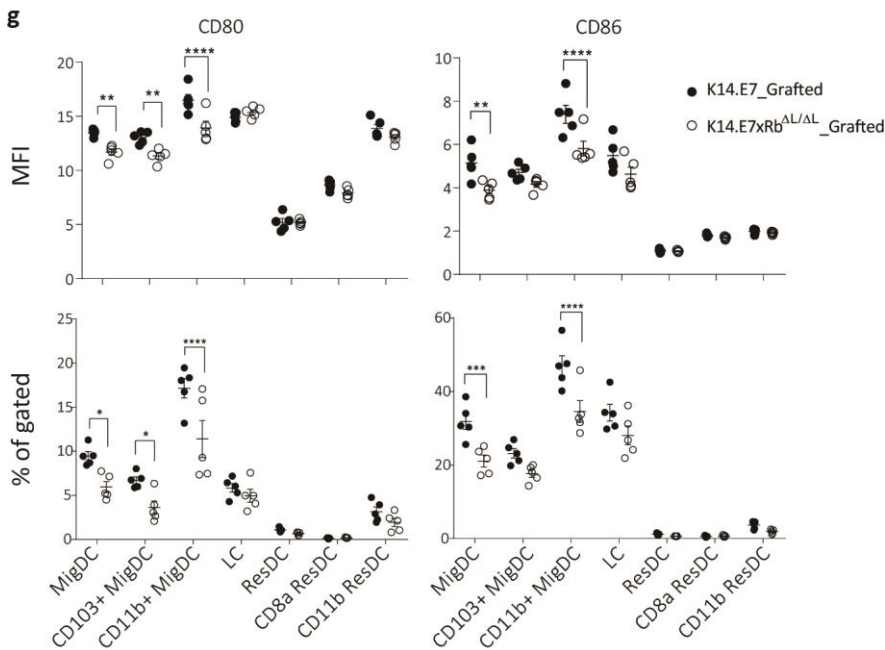 g
CD80
CD86
MFI
20
15
10
5
0
**
**
****
10
8
6
4
2
0
**
****
K14.E7_Grafted
K14.E7xRb^ΔL/ΔL_Grafted
% of gated
25
20
15
10
5
0
*
*
****
60
40
20
0
***
****
MigDC
CD103+ MigDC
CD11b+ MigDC
LC
ResDC
CD8a ResDC
CD11b ResDC
MigDC
CD103+ MigDC
CD11b+ MigDC
LC
ResDC
CD8a ResDC
CD11b ResDC